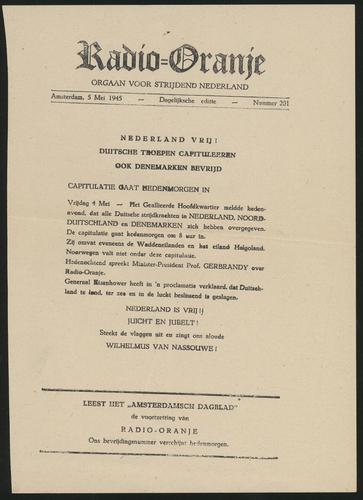 Radio=Oranje
ORGAAN VOOR STRIJDEND NEDERLAND
Amsterdam, 5 Mei 1945 — Dagelijksche editie — Nummer 201
NEDERLAND VRIJ!
DUITSCHE TROEPEN CAPITULEEREN
OOK DENEMARKEN BEVRIJD
CAPITULATIE GAAT HEDENMORGEN IN
Vrijdag 4 Mei — Het Geallieerde Hoofdkwartier meldde heden-
avond, dat alle Duitsche strijdkrachten in NEDERLAND, NOORD-
DUITSCHLAND en DENEMARKEN zich hebben overgegeven.
De capitulatie gaat hedenmorgen om 8 uur in.
Zij omvat eveneens de Waddeneilanden en het eiland Helgoland.
Noorwegen valt niet onder deze capitulatie.
Hedenochtend spreekt Minister-President Prof. GERBRANDY over
Radio-Oranje.
Generaal Eisenhower heeft in 'n proclamatie verklaard, dat Duitsch-
land te land, ter zee en in de lucht beslissend is geslagen.
NEDERLAND IS VRIJ!
JUICHT EN JUBELT!
Steekt de vlaggen uit en zingt ons aloude
WILHELMUS VAN NASSOUWE!
LEEST HET „AMSTERDAMSCH DAGBLAD"
de voortzetting van
RADIO-ORANJE
Ons bevrijdingsnummer verschijnt hedenmorgen.